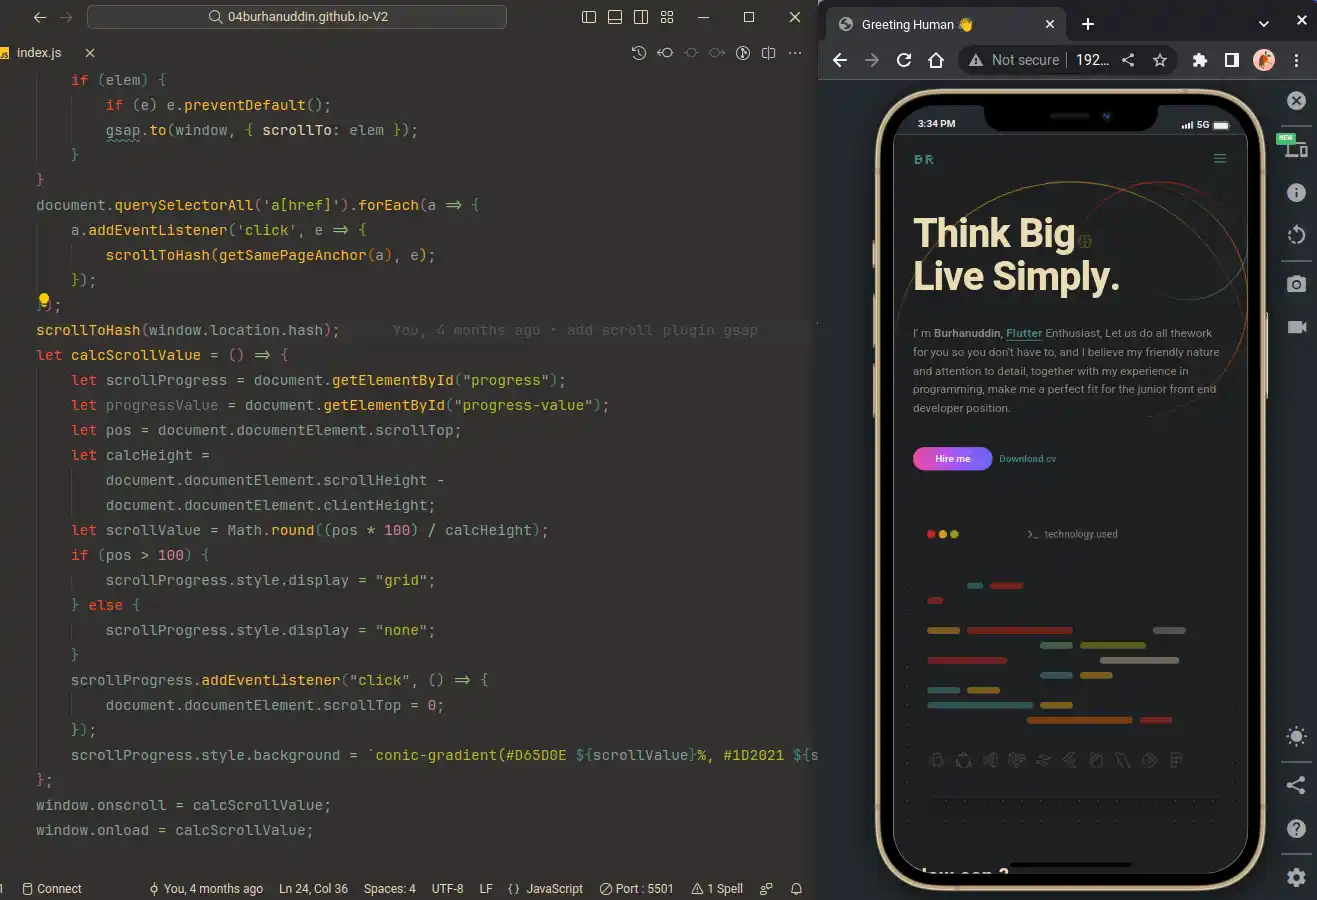 04burhanuddin.github.io-V2
index.js
if (elem) {
if (e) e.preventDefault();
gsap.to(window, { scrollTo: elem });
}
}
document.querySelectorAll('a[href]').forEach(a => {
a.addEventListener('click', e => {
scrollToHash(getSamePageAnchor(a), e);
});
});
scrollToHash(window.location.hash); You, 4 months ago • add scroll plugin gsap
let calcScrollValue = () => {
let scrollProgress = document.getElementById("progress");
let progressValue = document.getElementById("progress-value");
let pos = document.documentElement.scrollTop;
let calcHeight =
document.documentElement.scrollHeight -
document.documentElement.clientHeight;
let scrollValue = Math.round((pos * 100) / calcHeight);
if (pos > 100) {
scrollProgress.style.display = "grid";
} else {
scrollProgress.style.display = "none";
}
scrollProgress.addEventListener("click", () => {
document.documentElement.scrollTop = 0;
});
scrollProgress.style.background = `conic-gradient(#D65D0E ${scrollValue}%, #1D2021 ${s
};
window.onscroll = calcScrollValue;
window.onload = calcScrollValue;
Connect You, 4 months ago Ln 24, Col 36 Spaces: 4 UTF-8 LF {} JavaScript Port : 5501 1 Spell
Greeting Human 👋
Not secure 192...
NEW
3:34 PM 5G
BR
Think Big
Live Simply.
I' m Burhanuddin, Flutter Enthusiast, Let us do all thework
for you so you don't have to, and I believe my friendly nature
and attention to detail, together with my experience in
programming, make me a perfect fit for the junior front end
developer position.
Hire me Download cv
>_ technology.used